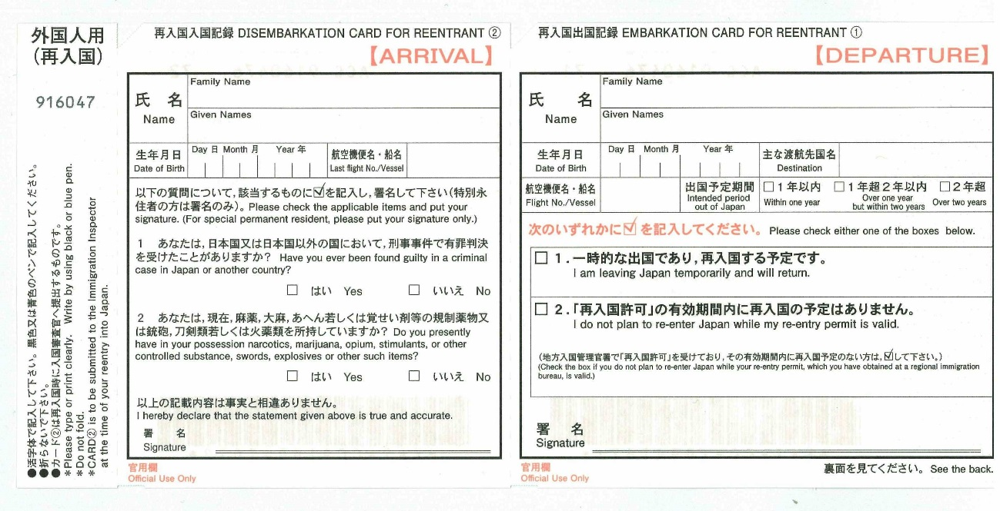 外国人用
(再入国)
916047
●活字体で記入して下さい。黒色又は青色のペンで記入してください。
●折らないで下さい。
●カード②は再入国時に入国審査官へ提出するものです。
*Please type or print clearly. Write by using black or blue pen.
*Do not fold.
*CARD② is to be submitted to the Immigration Inspector
at the time of your reentry into Japan.
再入国入国記録 DISEMBARKATION CARD FOR REENTRANT ②
【ARRIVAL】
氏 名
Name
Family Name
Given Names
生年月日
Date of Birth
Day 日 Month 月 Year 年
航空機便名・船名
Last flight No./Vessel
以下の質問について,該当するものに☑を記入し,署名して下さい(特別永
住者の方は署名のみ)。Please check the applicable items and put your
signature. (For special permanent resident, please put your signature only.)
1 あなたは,日本国又は日本国以外の国において,刑事事件で有罪判決
を受けたことがありますか? Have you ever been found guilty in a criminal
case in Japan or another country?
□ はい Yes □ いいえ No
2 あなたは,現在,麻薬,大麻,あへん若しくは覚せい剤等の規制薬物又
は銃砲,刀剣類若しくは火薬類を所持していますか? Do you presently
have in your possession narcotics, marijuana, opium, stimulants, or other
controlled substance, swords, explosives or other such items?
□ はい Yes □ いいえ No
以上の記載内容は事実と相違ありません。
I hereby declare that the statement given above is true and accurate.
署 名
Signature
官用欄
Official Use Only
再入国出国記録 EMBARKATION CARD FOR REENTRANT ①
【DEPARTURE】
氏 名
Name
Family Name
Given Names
生年月日
Date of Birth
Day 日 Month 月 Year 年
主な渡航先国名
Destination
航空機便名・船名
Flight No./Vessel
出国予定期間
Intended period
out of Japan
□ 1年以内
Within one year
□ 1年超2年以内
Over one year
but within two years
□ 2年超
Over two years
次のいずれかに☑を記入してください。 Please check either one of the boxes below.
□ 1.一時的な出国であり,再入国する予定です。
I am leaving Japan temporarily and will return.
□ 2.「再入国許可」の有効期間内に再入国の予定はありません。
I do not plan to re-enter Japan while my re-entry permit is valid.
(地方入国管理官署で「再入国許可」を受けており,その有効期間内に再入国予定のない方は,☑して下さい。)
(Check the box if you do not plan to re-enter Japan while your re-entry permit, which you have obtained at a regional immigration
bureau, is valid.)
署 名
Signature
官用欄
Official Use Only
裏面を見てください。 See the back.